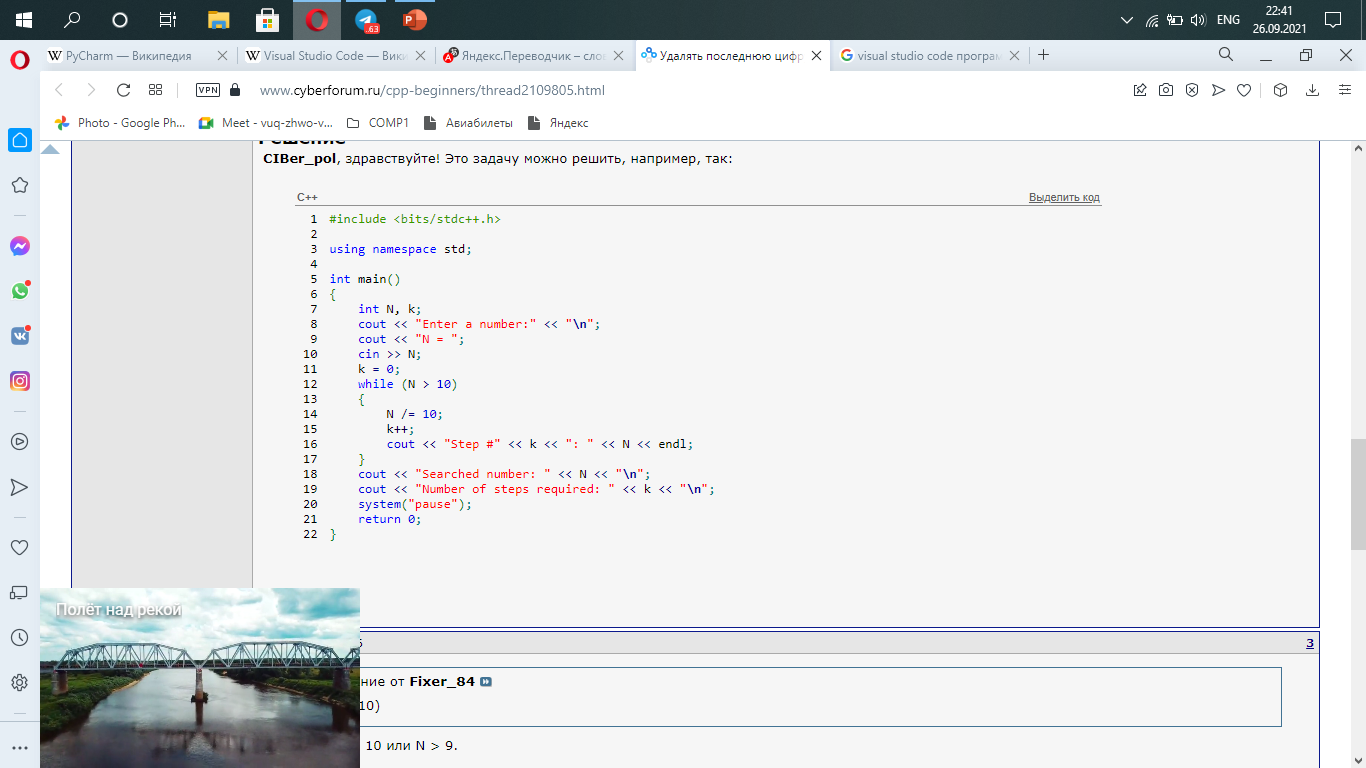 22:41
ENG
26.09.2021
.63
PyCharm — Википедия
Visual Studio Code — Вики
Яндекс.Переводчик – слов
Удалять последнюю цифр
visual studio code програм
VPN
www.cyberforum.ru/cpp-beginners/thread2109805.html
Photo - Google Ph...
Meet - vuq-zhwo-v...
COMP1
Авиабилеты
Яндекс
Решение
CIBer_pol, здравствуйте! Это задачу можно решить, например, так:
C++
Выделить код
1 #include <bits/stdc++.h>
2
3 using namespace std;
4
5 int main()
6 {
7 int N, k;
8 cout << "Enter a number:" << "\n";
9 cout << "N = ";
10 cin >> N;
11 k = 0;
12 while (N > 10)
13 {
14 N /= 10;
15 k++;
16 cout << "Step #" << k << ": " << N << endl;
17 }
18 cout << "Searched number: " << N << "\n";
19 cout << "Number of steps required: " << k << "\n";
20 system("pause");
21 return 0;
22 }
Полёт над рекой
3
ние от Fixer_84
10)
10 или N > 9.